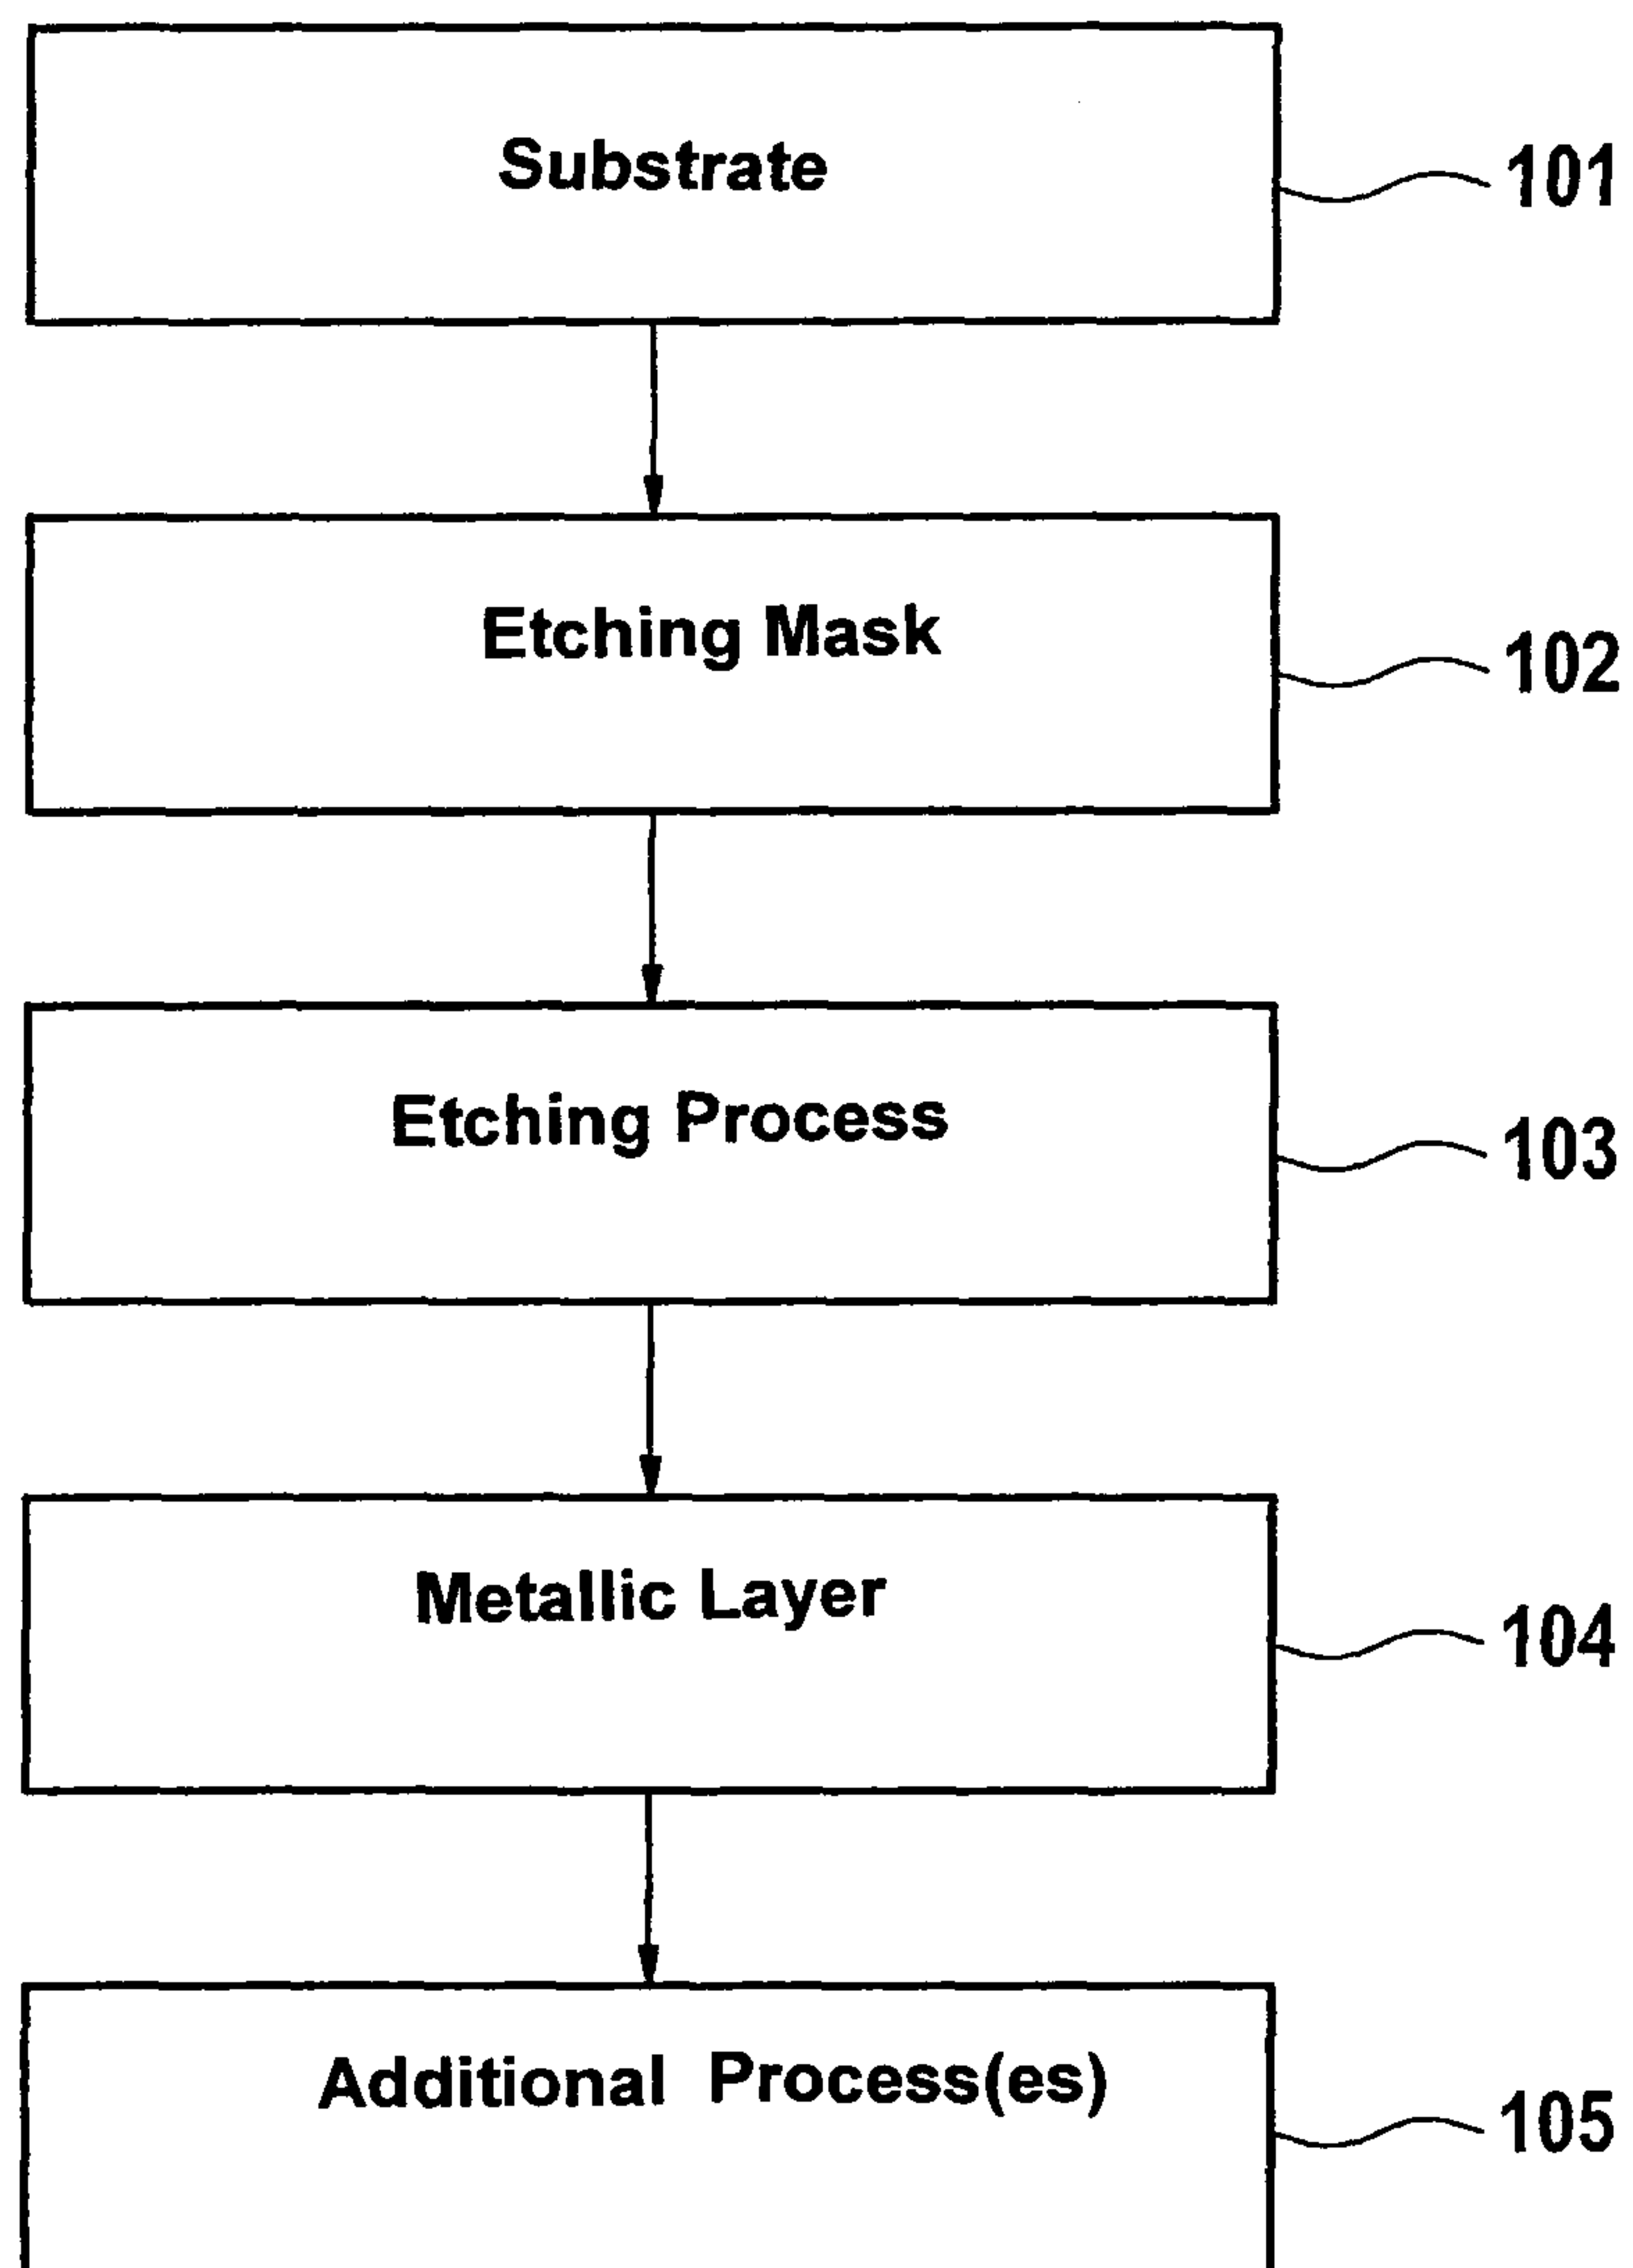 Substrate
101
Etching Mask
102
Etching Process
103
Metallic Layer
104
Additional Process(es)
105